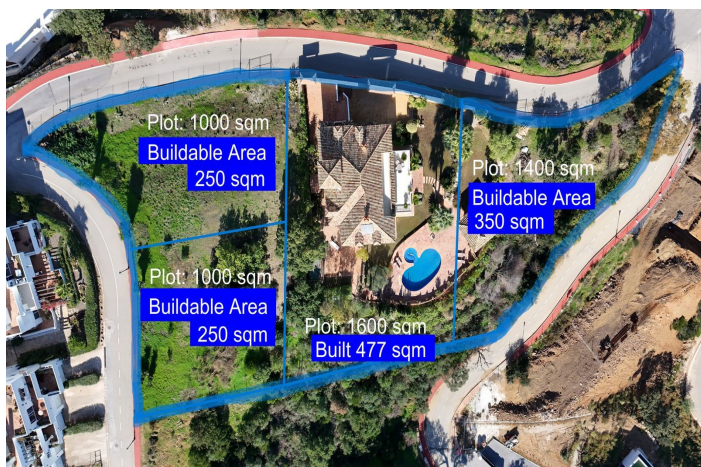 Plot: 1000 sqm
Buildable Area
250 sqm
Plot: 1400 sqm
Buildable Area
350 sqm
Plot: 1000 sqm
Buildable Area
250 sqm
Plot: 1600 sqm
Built 477 sqm